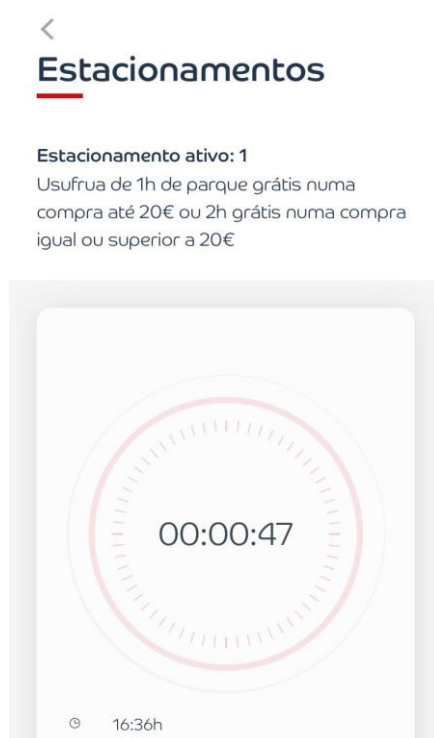 Estacionamentos
Estacionamento ativo: 1
Usufrua de 1h de parque grátis numa
compra até 20€ ou 2h grátis numa compra
igual ou superior a 20€
00:00:47
16:36h